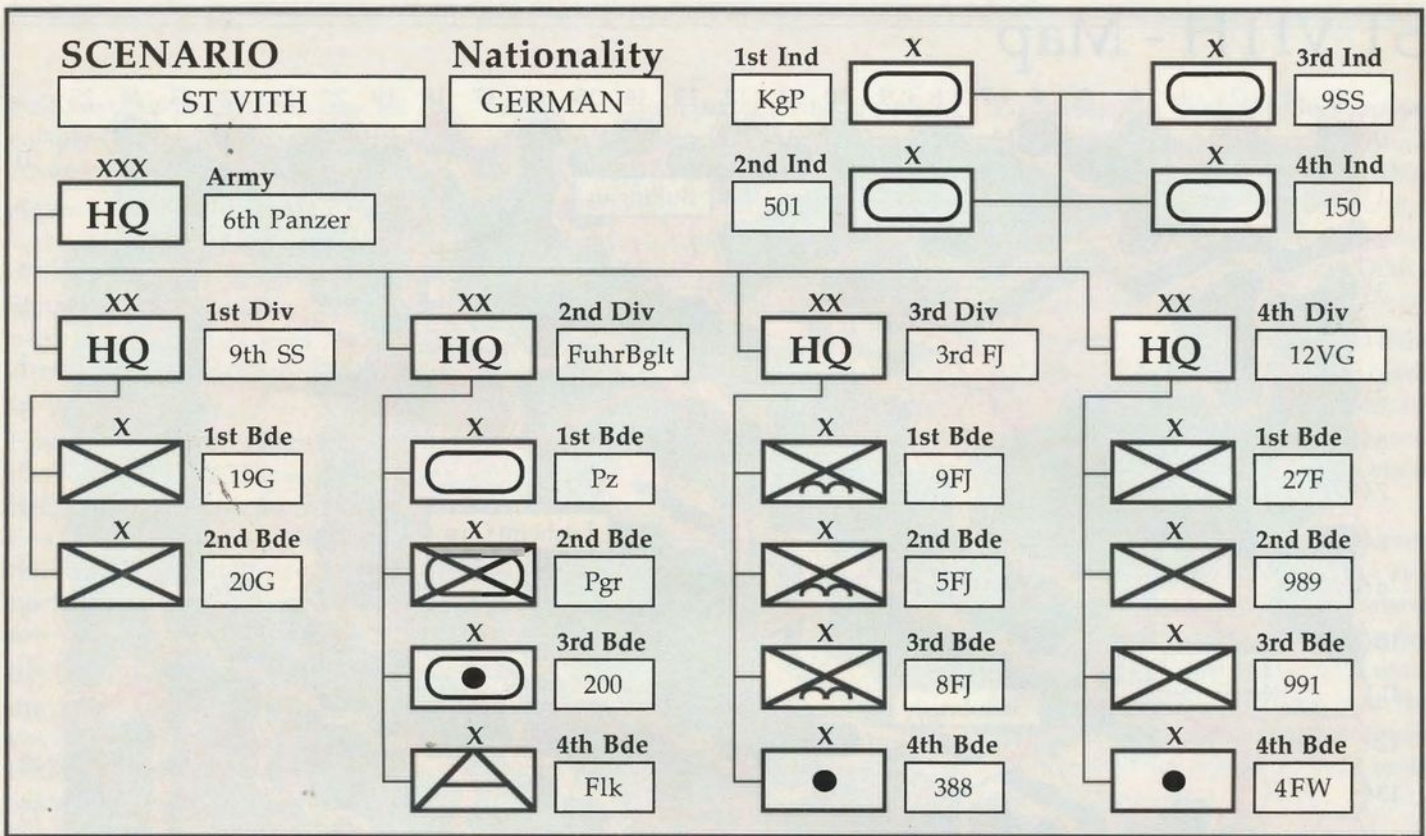 SCENARIO
ST VITH
Nationality
GERMAN
1st Ind
KgP
X
X
3rd Ind
9SS
2nd Ind
501
X
X
4th Ind
150
XXX
HQ
Army
6th Panzer
XX
HQ
1st Div
9th SS
XX
HQ
2nd Div
FuhrBglt
XX
HQ
3rd Div
3rd FJ
XX
HQ
4th Div
12VG
X
1st Bde
19G
X
2nd Bde
20G
X
1st Bde
Pz
X
2nd Bde
Pgr
X
3rd Bde
200
X
4th Bde
Flk
X
1st Bde
9FJ
X
2nd Bde
5FJ
X
3rd Bde
8FJ
X
4th Bde
388
X
1st Bde
27F
X
2nd Bde
989
X
3rd Bde
991
X
4th Bde
4FW
ST VITH - Map